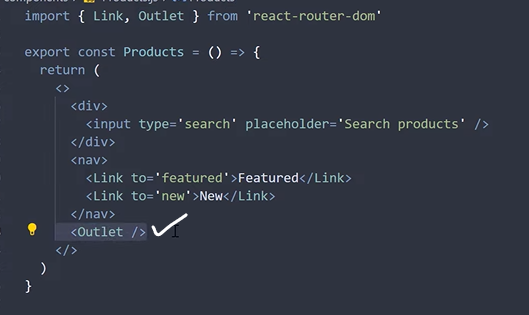 import { Link, Outlet } from 'react-router-dom'
export const Products = () => {
return (
<>
<div>
<input type='search' placeholder='Search products' />
</div>
<nav>
<Link to='featured'>Featured</Link>
<Link to='new'>New</Link>
</nav>
<Outlet />
</>
)
}